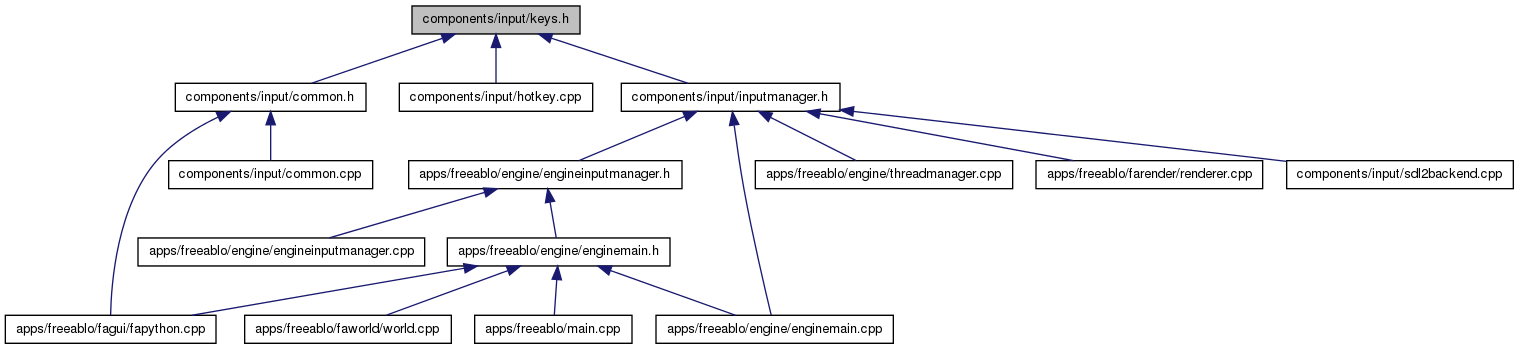 components/input/keys.h
components/input/common.h
components/input/hotkey.cpp
components/input/inputmanager.h
components/input/common.cpp
apps/freeablo/engine/engineinputmanager.h
apps/freeablo/engine/threadmanager.cpp
apps/freeablo/farender/renderer.cpp
components/input/sdl2backend.cpp
apps/freeablo/engine/engineinputmanager.cpp
apps/freeablo/engine/enginemain.h
apps/freeablo/fagui/fapython.cpp
apps/freeablo/faworld/world.cpp
apps/freeablo/main.cpp
apps/freeablo/engine/enginemain.cpp